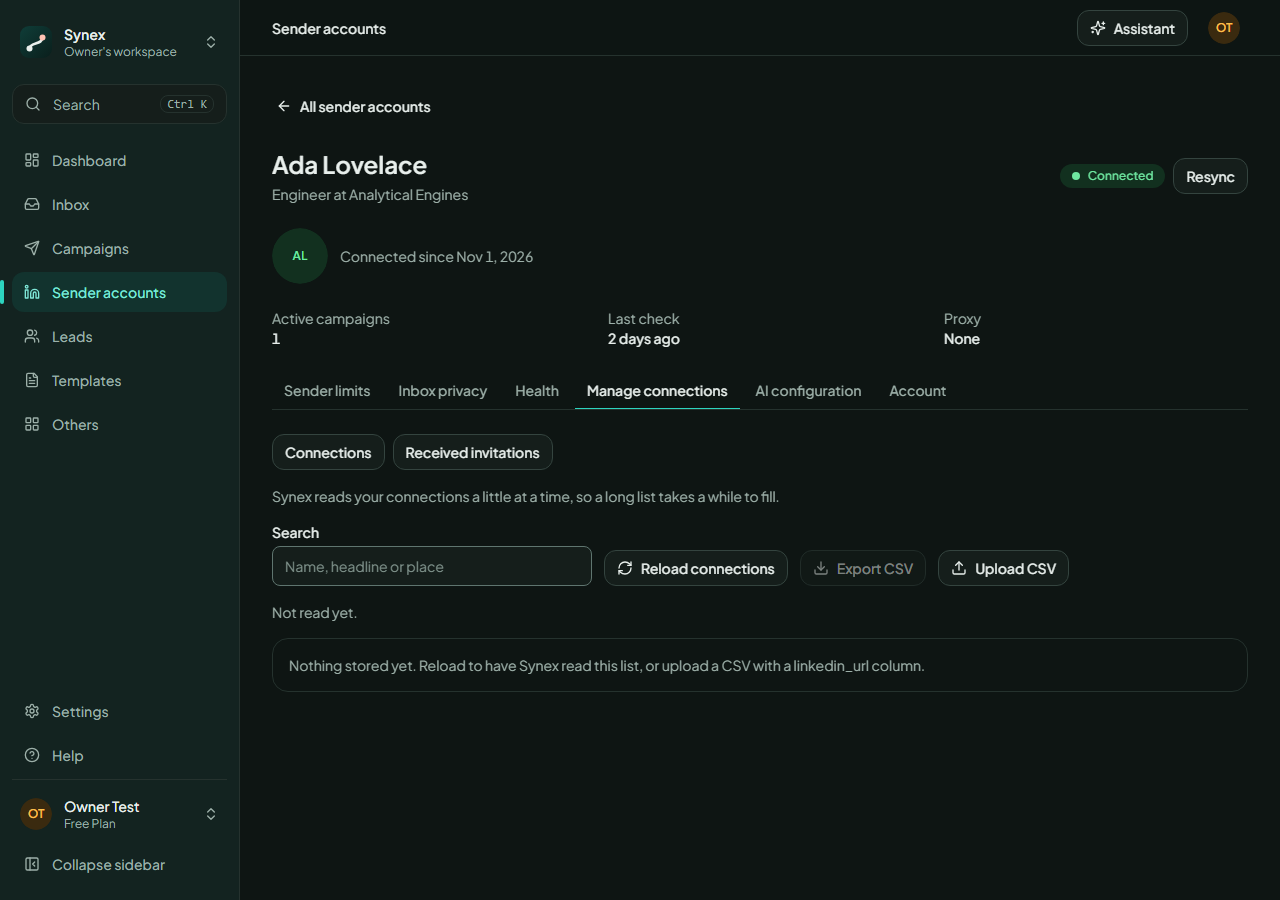 Synex
Owner's workspace
Search Ctrl K
Dashboard
Inbox
Campaigns
Sender accounts
Leads
Templates
Others
Settings
Help
OT Owner Test
Free Plan
Collapse sidebar
Sender accounts
Assistant
OT
All sender accounts
Ada Lovelace
Engineer at Analytical Engines
Connected
Resync
AL
Connected since Nov 1, 2026
Active campaigns
1
Last check
2 days ago
Proxy
None
Sender limits Inbox privacy Health Manage connections AI configuration Account
Connections Received invitations
Synex reads your connections a little at a time, so a long list takes a while to fill.
Search
Name, headline or place
Reload connections
Export CSV
Upload CSV
Not read yet.
Nothing stored yet. Reload to have Synex read this list, or upload a CSV with a linkedin_url column.